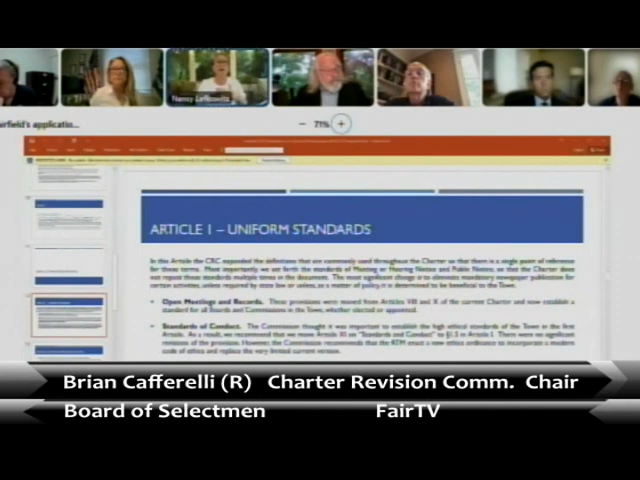 Nancy Lefkowitz
airfield's applicatio...
71%
ARTICLE I – UNIFORM STANDARDS
In this Article the CRC expanded the definitions that are commonly used throughout the Charter so that there is a single point of reference
for these terms. Most importantly, we set forth the standards of Meeting or Hearing Notice and Public Notice, so that the Charter does
not repeat those standards multiple terms in the document. The most significant change is to eliminate mandatory newspaper publication for
certain activities, unless required by state law or unless, as a matter of policy, it is determined to be beneficial to the Town.
Open Meetings and Records. These provisions were moved from Articles VIII and X of the current Charter and now establish a
standard for all Boards and Commissions in the Town, whether elected or appointed.
Standards of Conduct. The Commission thought it was important to establish the high ethical standards of the Town in the first
Article. As a result, we recommend that we move Article XI on "Standards and Conduct" to §1.5 in Article I. There were no significant
revisions of the provision. However, the Commission recommends that the RTM enact a new ethics ordinance to incorporate a modern
code of ethics and replace the very limited current version.
Brian Cafferelli (R) Charter Revision Comm. Chair
Board of Selectmen FairTV